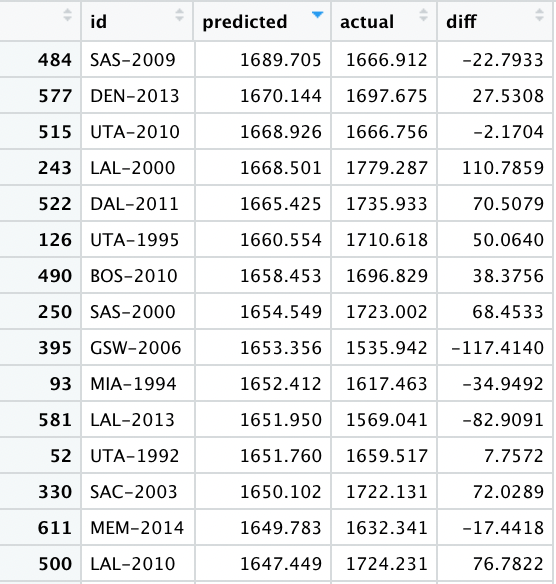 id predicted actual diff
484 SAS-2009 1689.705 1666.912 -22.7933
577 DEN-2013 1670.144 1697.675 27.5308
515 UTA-2010 1668.926 1666.756 -2.1704
243 LAL-2000 1668.501 1779.287 110.7859
522 DAL-2011 1665.425 1735.933 70.5079
126 UTA-1995 1660.554 1710.618 50.0640
490 BOS-2010 1658.453 1696.829 38.3756
250 SAS-2000 1654.549 1723.002 68.4533
395 GSW-2006 1653.356 1535.942 -117.4140
93 MIA-1994 1652.412 1617.463 -34.9492
581 LAL-2013 1651.950 1569.041 -82.9091
52 UTA-1992 1651.760 1659.517 7.7572
330 SAC-2003 1650.102 1722.131 72.0289
611 MEM-2014 1649.783 1632.341 -17.4418
500 LAL-2010 1647.449 1724.231 76.7822